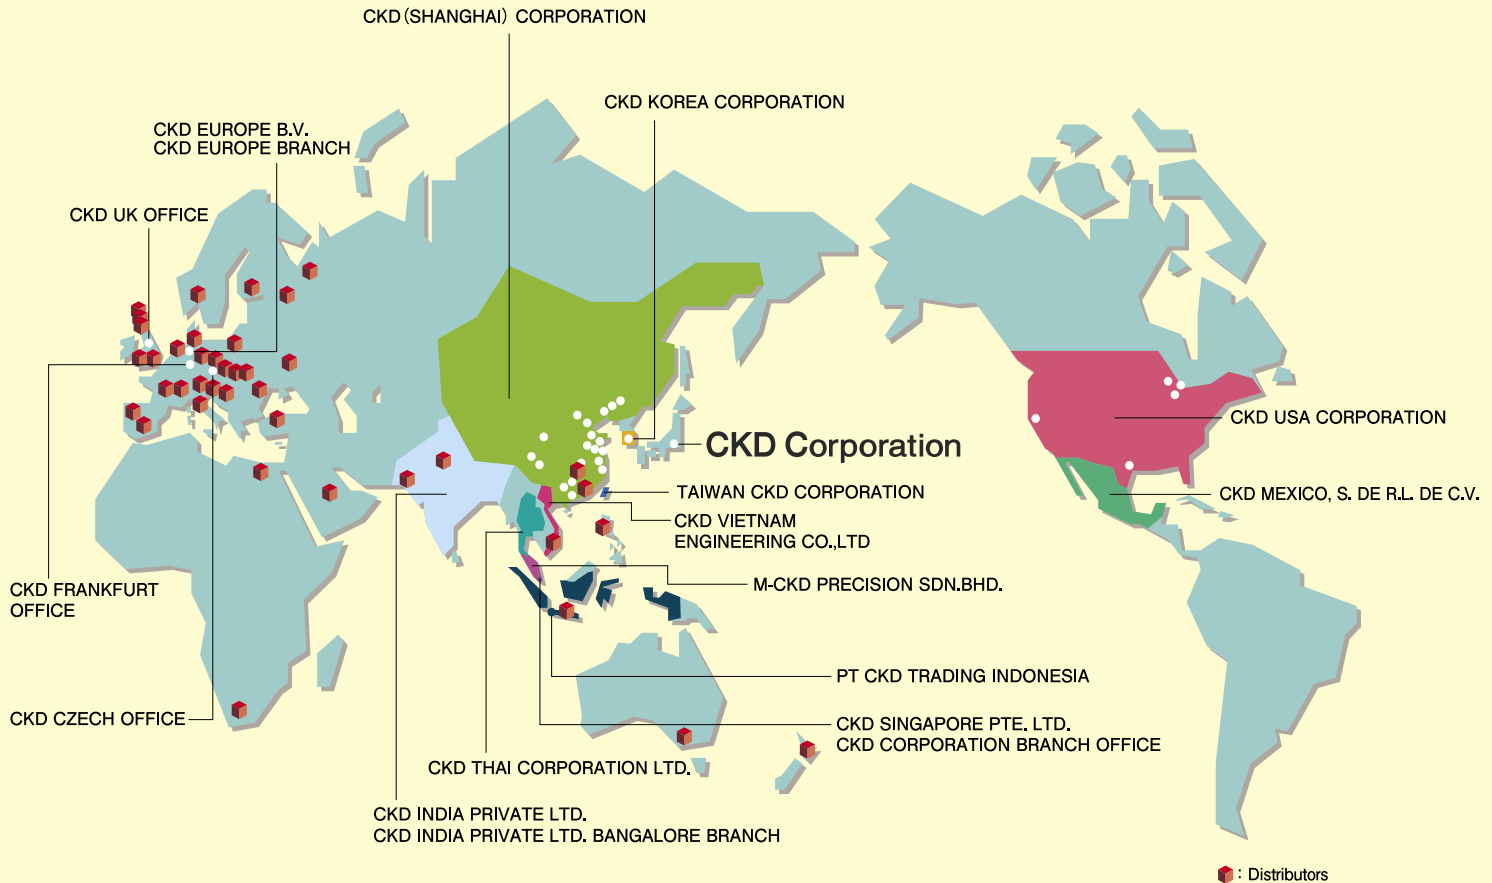 CKD (SHANGHAI) CORPORATION
CKD KOREA CORPORATION
CKD EUROPE B.V.
CKD EUROPE BRANCH
CKD UK OFFICE
CKD USA CORPORATION
CKD Corporation
TAIWAN CKD CORPORATION
CKD MEXICO, S. DE R.L. DE C.V.
CKD VIETNAM
ENGINEERING CO.,LTD
M-CKD PRECISION SDN.BHD.
CKD FRANKFURT
OFFICE
PT CKD TRADING INDONESIA
CKD CZECH OFFICE
CKD SINGAPORE PTE. LTD.
CKD CORPORATION BRANCH OFFICE
CKD THAI CORPORATION LTD.
CKD INDIA PRIVATE LTD.
CKD INDIA PRIVATE LTD. BANGALORE BRANCH
: Distributors